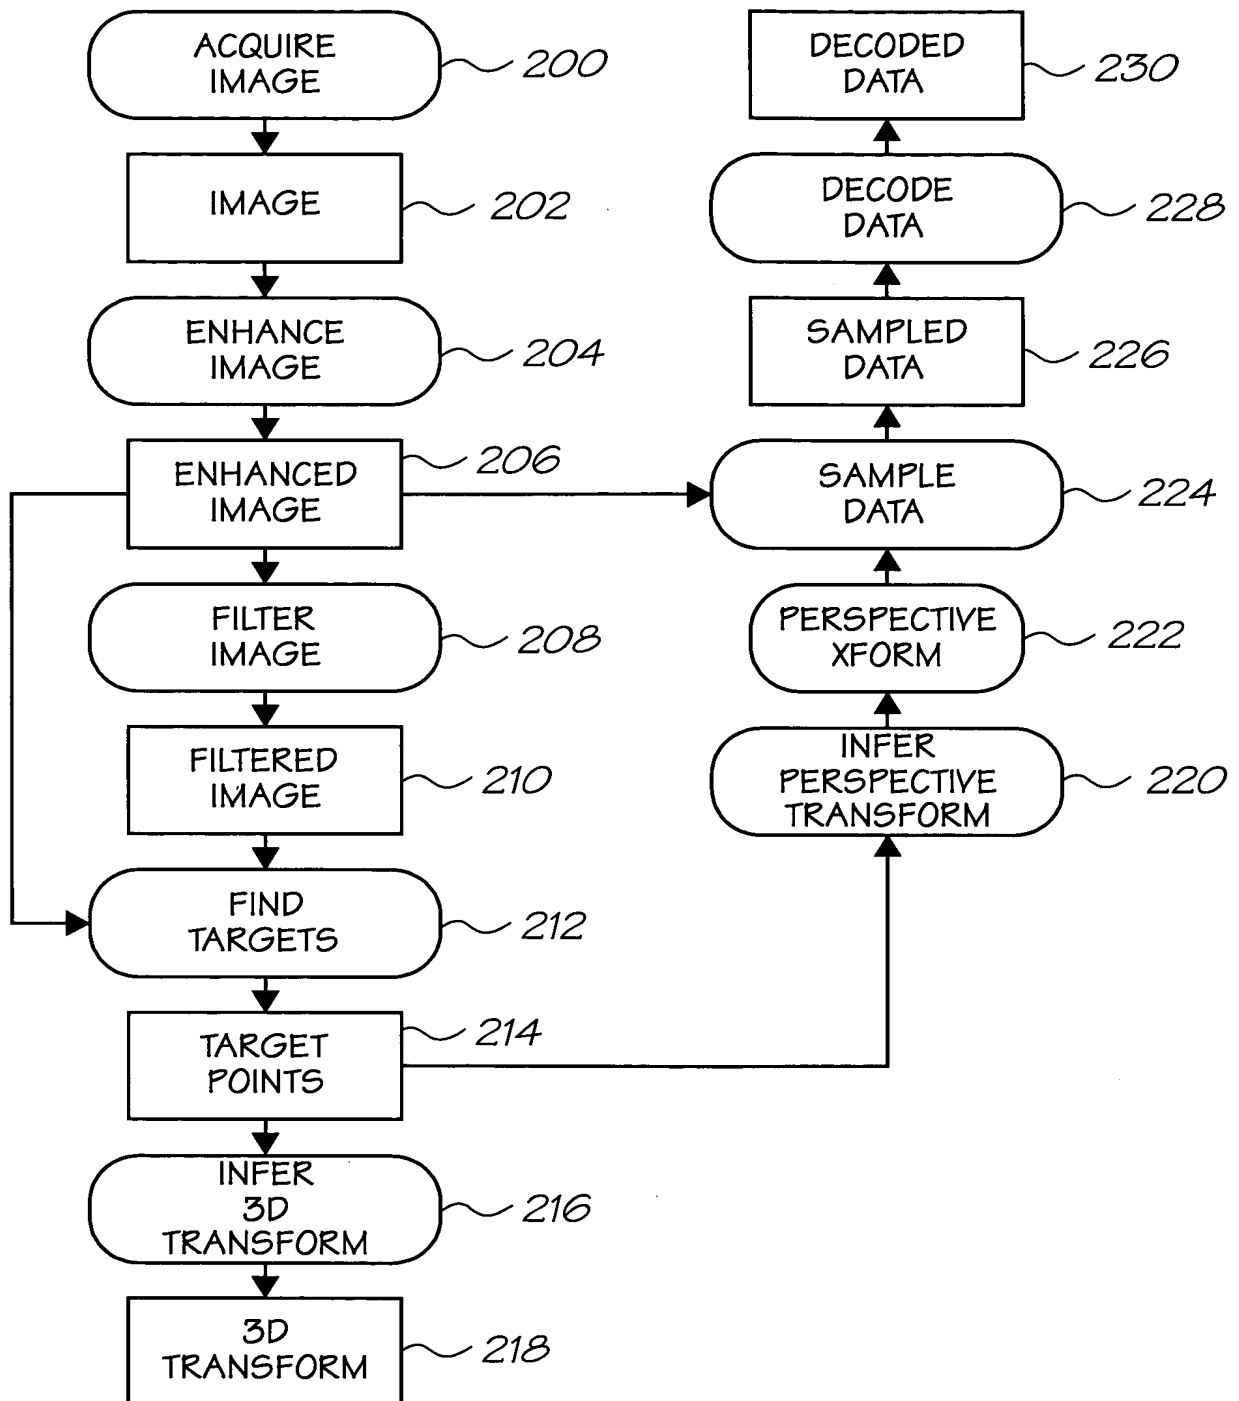 ACQUIRE
IMAGE
200
IMAGE
202
ENHANCE
IMAGE
204
ENHANCED
IMAGE
206
FILTER
IMAGE
208
FILTERED
IMAGE
210
FIND
TARGETS
212
TARGET
POINTS
214
INFER
3D
TRANSFORM
216
3D
TRANSFORM
218
DECODED
DATA
230
DECODE
DATA
228
SAMPLED
DATA
226
SAMPLE
DATA
224
PERSPECTIVE
XFORM
222
INFER
PERSPECTIVE
TRANSFORM
220